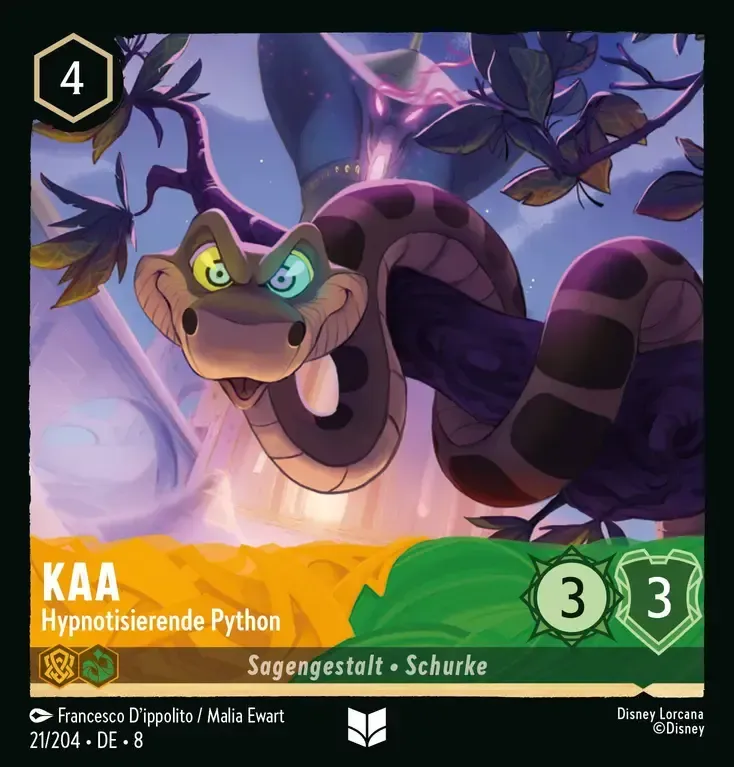 4
KAA
Hypnotisierende Python
3
3
Sagengestalt • Schurke
Francesco D'ippolito / Malia Ewart
21/204 • DE • 8
Disney Lorcana
©Disney